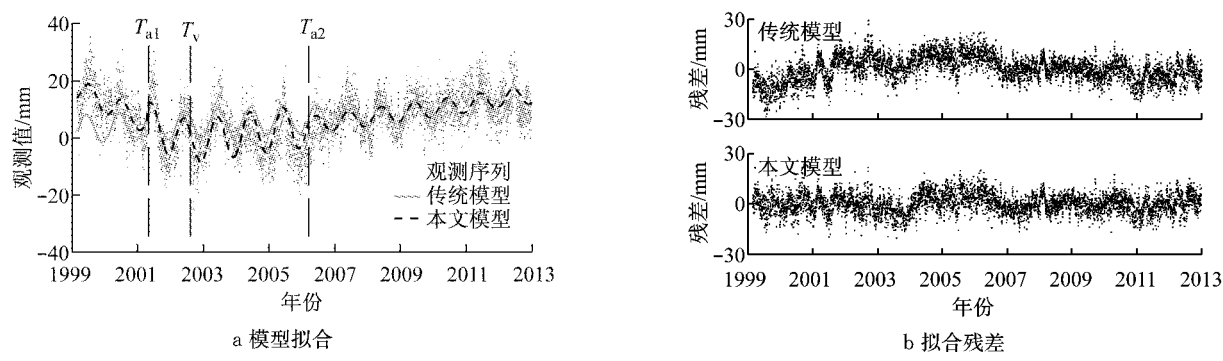 40
20
0
−20
−40
观测值/mm
T_a1
T_v
T_a2
观测序列
传统模型
本文模型
1999 2001 2003 2005 2007 2009 2011 2013
年份
a 模型拟合
30
0
−30
残差/mm
传统模型
30
0
−30
残差/mm
本文模型
1999 2001 2003 2005 2007 2009 2011 2013
年份
b 拟合残差